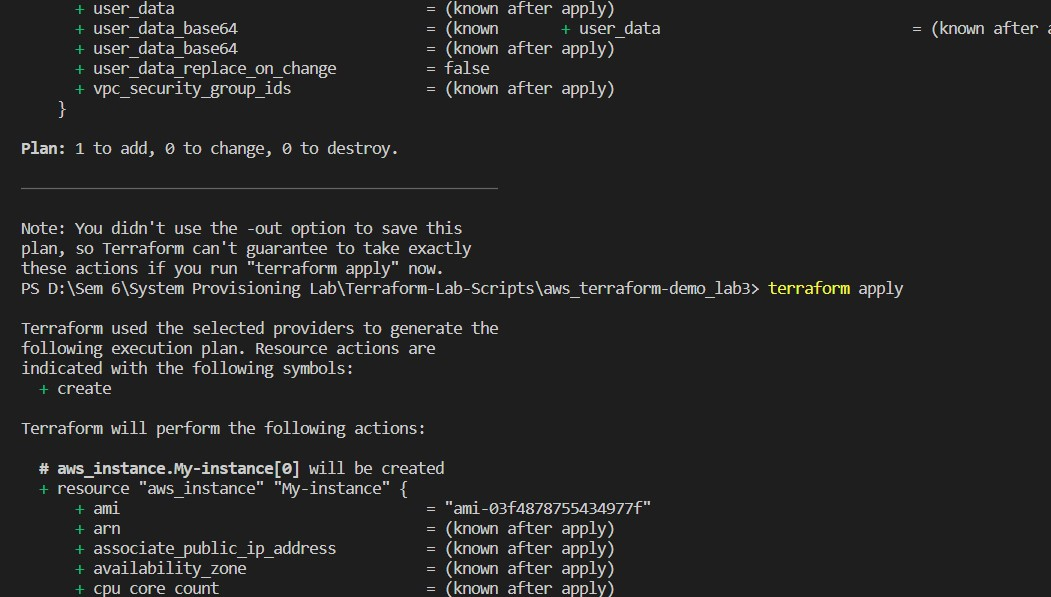 + user_data = (known after apply)
+ user_data_base64 = (known + user_data = (known after a
+ user_data_base64 = (known after apply)
+ user_data_replace_on_change = false
+ vpc_security_group_ids = (known after apply)
}
Plan: 1 to add, 0 to change, 0 to destroy.
Note: You didn't use the -out option to save this
plan, so Terraform can't guarantee to take exactly
these actions if you run "terraform apply" now.
PS D:\Sem 6\System Provisioning Lab\Terraform-Lab-Scripts\aws_terraform-demo_lab3> terraform apply
Terraform used the selected providers to generate the
following execution plan. Resource actions are
indicated with the following symbols:
+ create
Terraform will perform the following actions:
# aws_instance.My-instance[0] will be created
+ resource "aws_instance" "My-instance" {
+ ami = "ami-03f4878755434977f"
+ arn = (known after apply)
+ associate_public_ip_address = (known after apply)
+ availability_zone = (known after apply)
+ cpu_core_count = (known after apply)